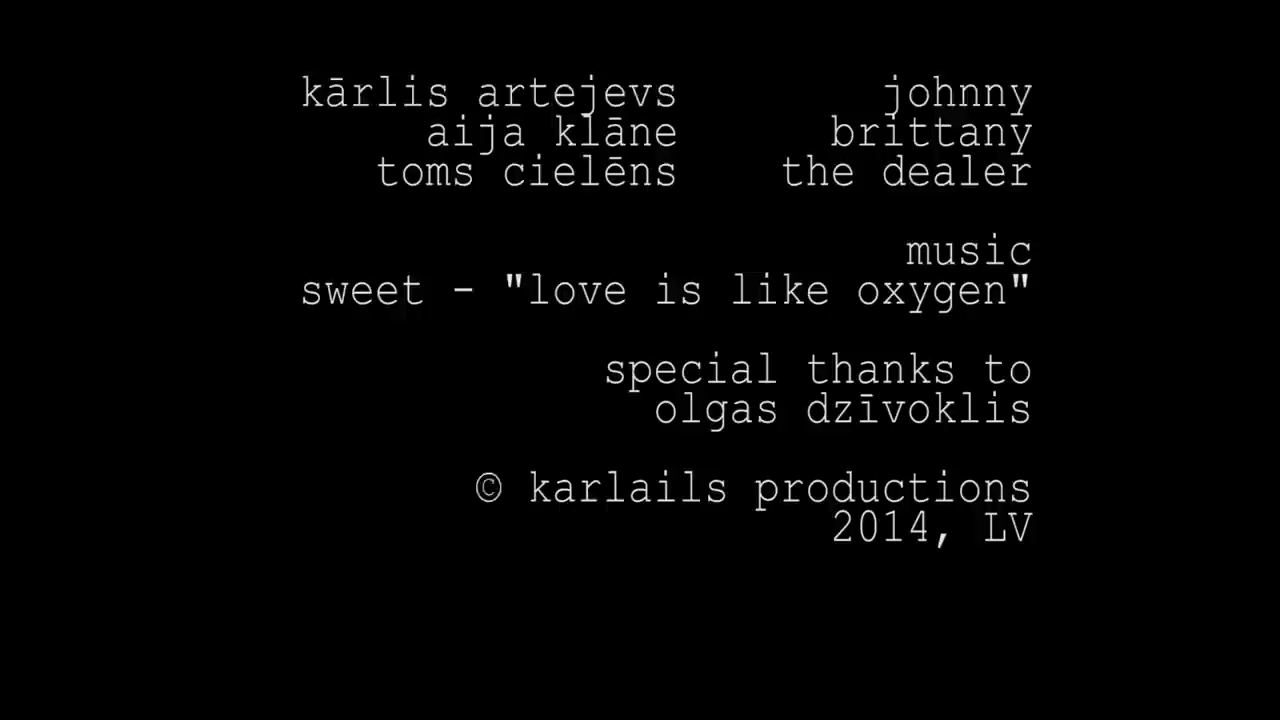 kārlis artejevs johnny
aija klāne brittany
toms cielēns the dealer
music
sweet - "love is like oxygen"
special thanks to
olgas dzīvoklis
© karlails productions
2014, LV